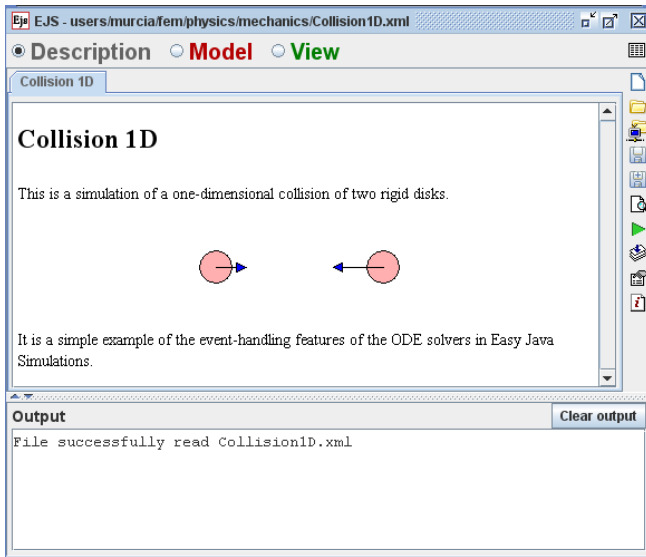 Ejs EJS - users/murcia/fem/physics/mechanics/Collision1D.xml
Description Model View
Collision 1D
Collision 1D
This is a simulation of a one-dimensional collision of two rigid disks.
It is a simple example of the event-handling features of the ODE solvers in Easy Java
Simulations.
Output Clear output
File successfully read Collision1D.xml